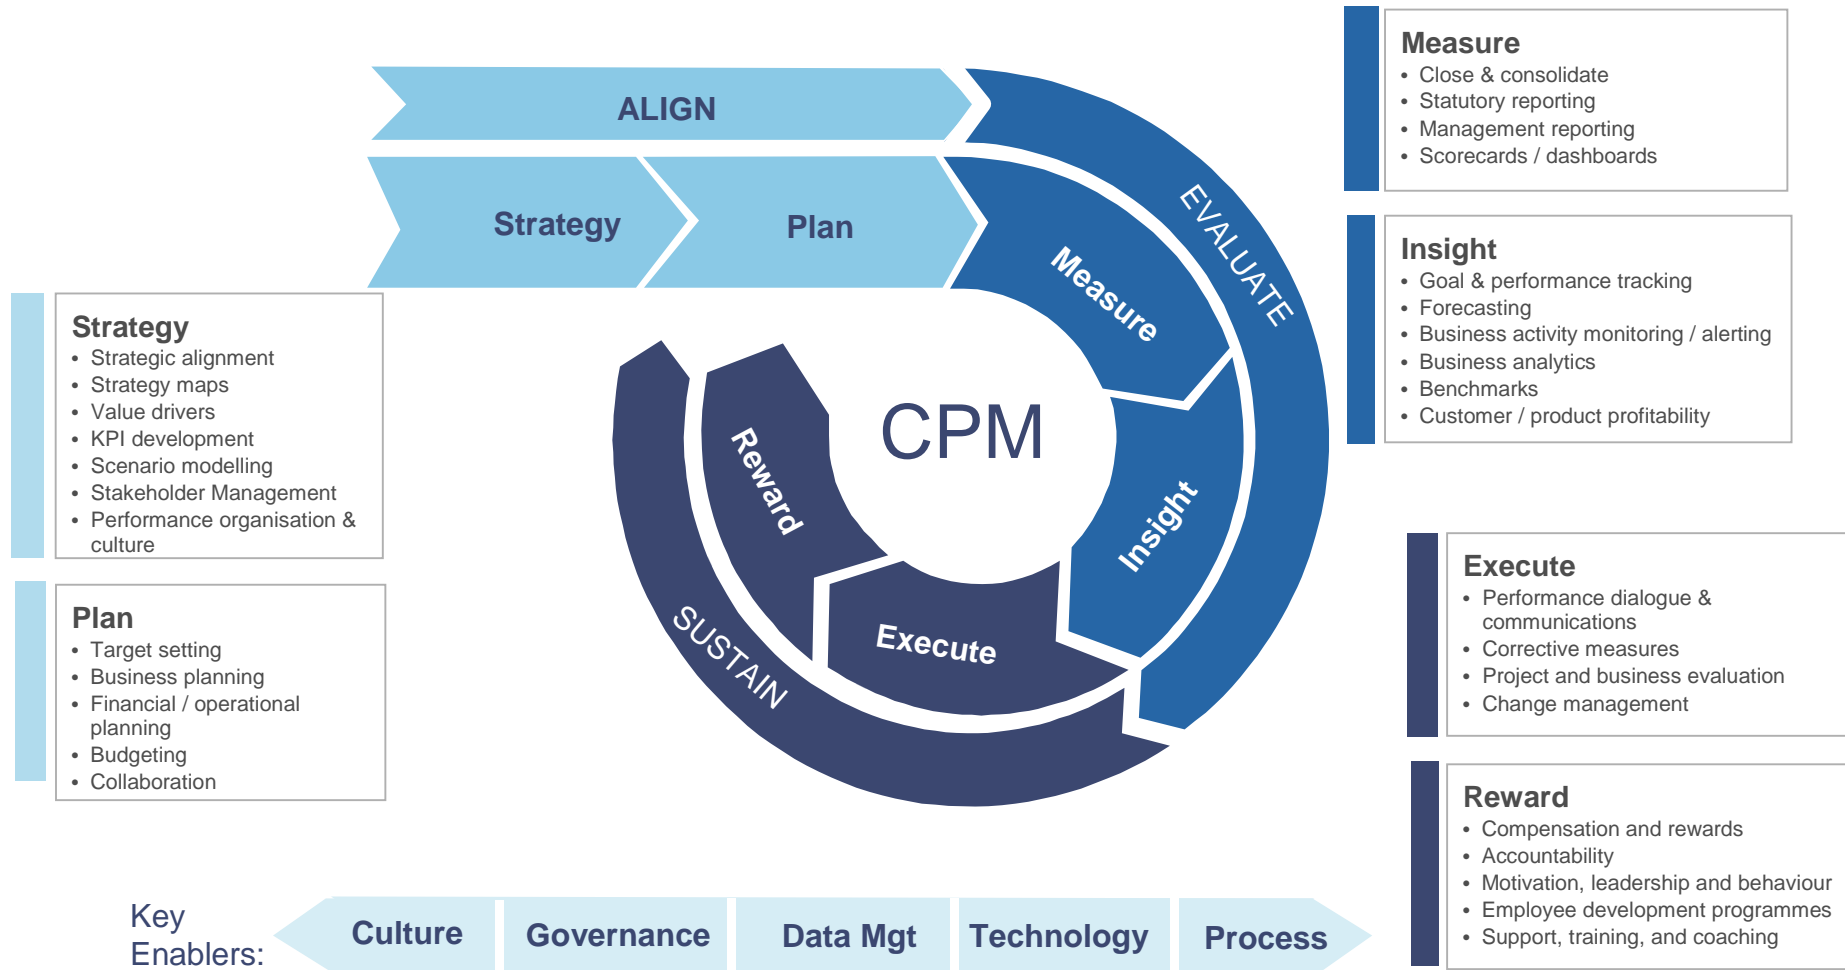 ALIGN
Strategy
Plan
Measure
Insight
Execute
Reward
EVALUATE
SUSTAIN
CPM
Strategy
• Strategic alignment
• Strategy maps
• Value drivers
• KPI development
• Scenario modelling
• Stakeholder Management
• Performance organisation &
culture
Plan
• Target setting
• Business planning
• Financial / operational
planning
• Budgeting
• Collaboration
Measure
• Close & consolidate
• Statutory reporting
• Management reporting
• Scorecards / dashboards
Insight
• Goal & performance tracking
• Forecasting
• Business activity monitoring / alerting
• Business analytics
• Benchmarks
• Customer / product profitability
Execute
• Performance dialogue &
communications
• Corrective measures
• Project and business evaluation
• Change management
Reward
• Compensation and rewards
• Accountability
• Motivation, leadership and behaviour
• Employee development programmes
• Support, training, and coaching
Key
Enablers:
Culture
Governance
Data Mgt
Technology
Process